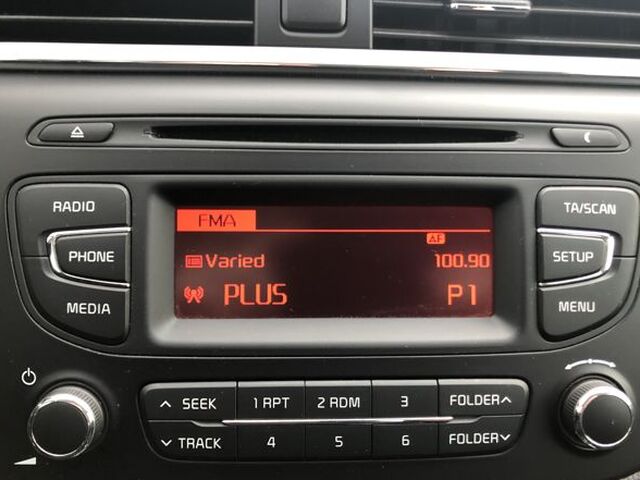 RADIO
PHONE
MEDIA
FMA
AF
Varied 100.90
PLUS P1
TA/SCAN
SETUP
MENU
SEEK 1 RPT 2 RDM 3 FOLDER
TRACK 4 5 6 FOLDER